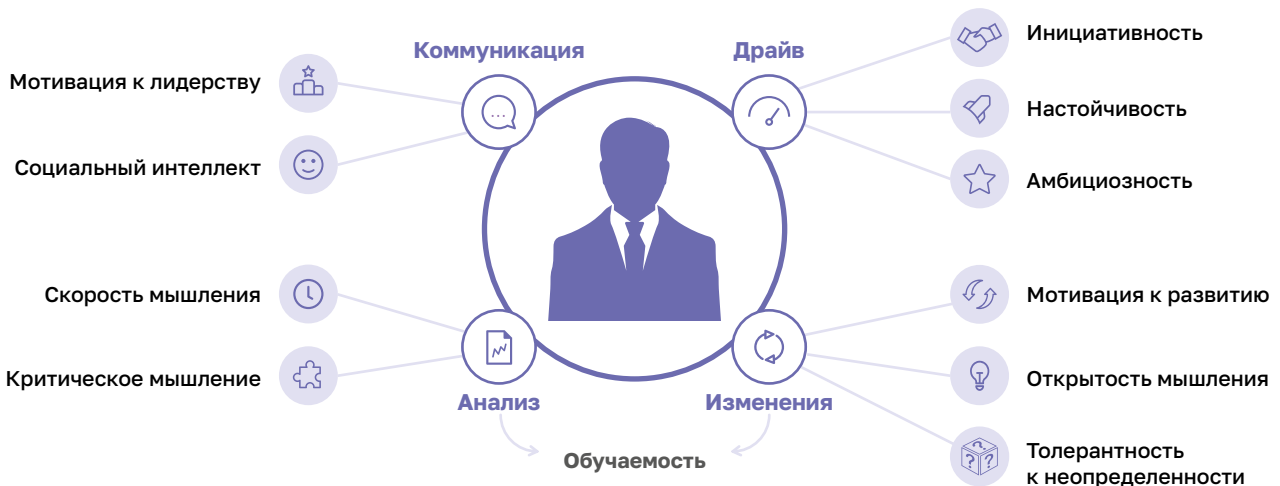 Коммуникация
Мотивация к лидерству
Социальный интеллект
Драйв
Инициативность
Настойчивость
Амбициозность
Скорость мышления
Критическое мышление
Анализ
Изменения
Мотивация к развитию
Открытость мышления
Толерантность
к неопределенности
Обучаемость